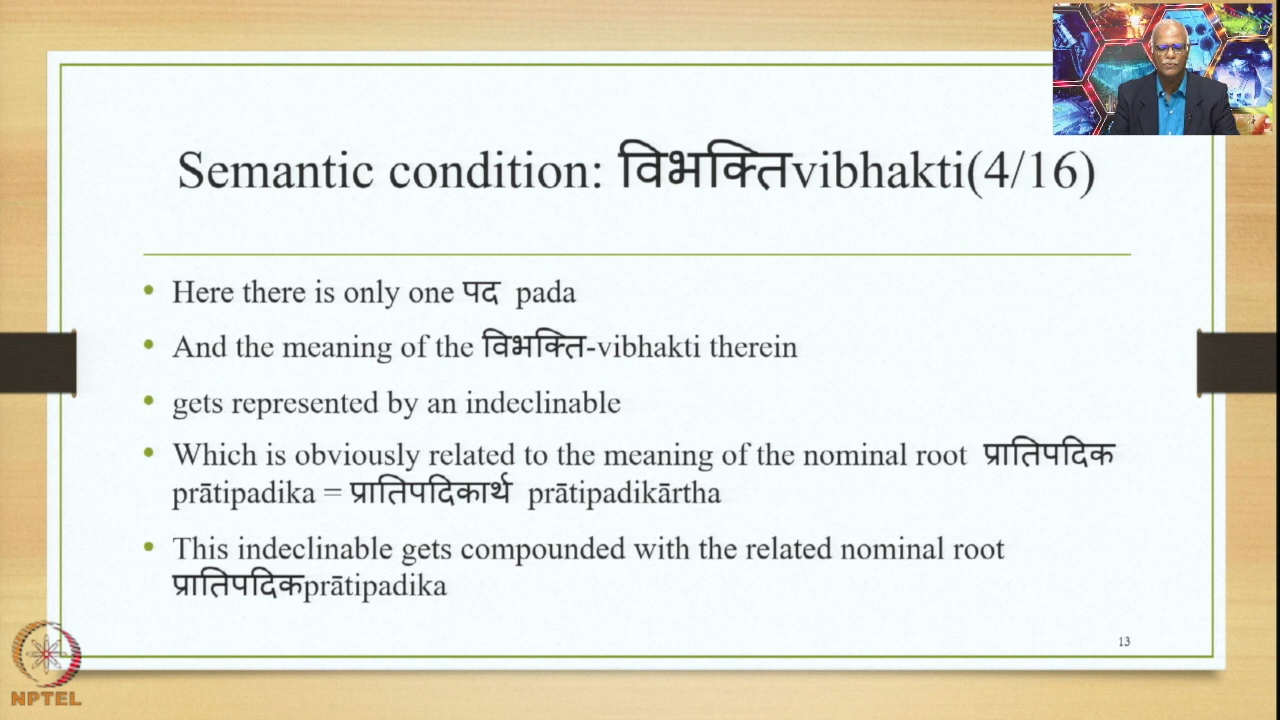 Semantic condition: विभक्तिvibhakti(4/16)
• Here there is only one पद pada
• And the meaning of the विभक्ति-vibhakti therein
• gets represented by an indeclinable
• Which is obviously related to the meaning of the nominal root प्रातिपदिक
prātipadika = प्रातिपदिकार्थ prātipadikārtha
• This indeclinable gets compounded with the related nominal root
प्रातिपदिकprātipadika
13
NPTEL